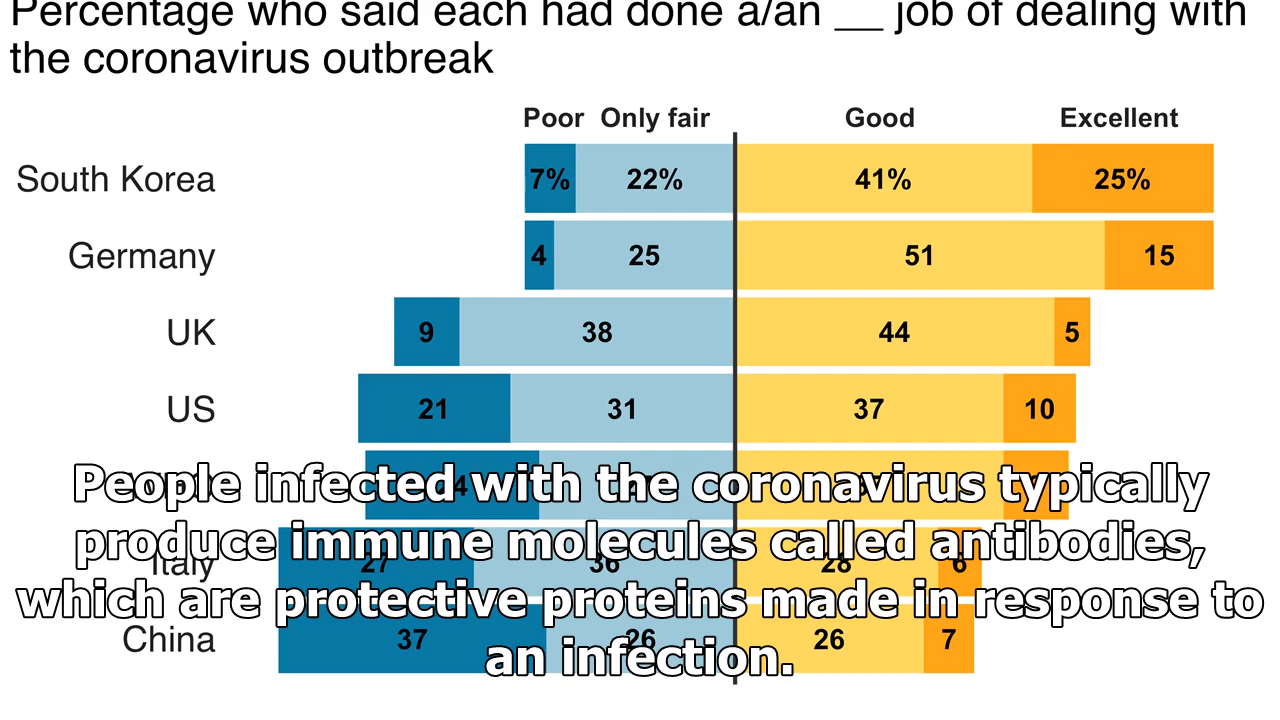 Percentage who said each had done a/an __ job of dealing with
the coronavirus outbreak
Poor Only fair Good Excellent
South Korea 7% 22% 41% 25%
Germany 4 25 51 15
UK 9 38 44 5
US 21 31 37 10
People infected with the coronavirus typically
produce immune molecules called antibodies,
Italy 27 36 28 6
which are protective proteins made in response to
China 37 26 26 7
an infection.